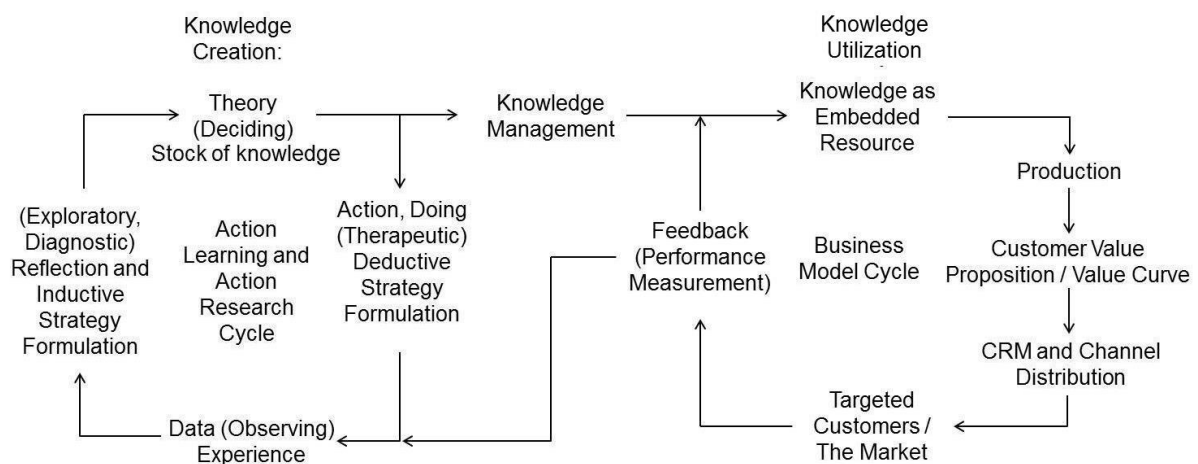 Knowledge
Creation:
Theory
(Deciding)
Stock of knowledge
(Exploratory,
Diagnostic)
Reflection and
Inductive
Strategy
Formulation
Action
Learning and
Action
Research
Cycle
Action, Doing
(Therapeutic)
Deductive
Strategy
Formulation
Data (Observing)
Experience
Knowledge
Management
Feedback
(Performance
Measurement)
Knowledge
Utilization
Knowledge as
Embedded
Resource
Business
Model Cycle
Production
Customer Value
Proposition / Value Curve
CRM and Channel
Distribution
Targeted
Customers /
The Market